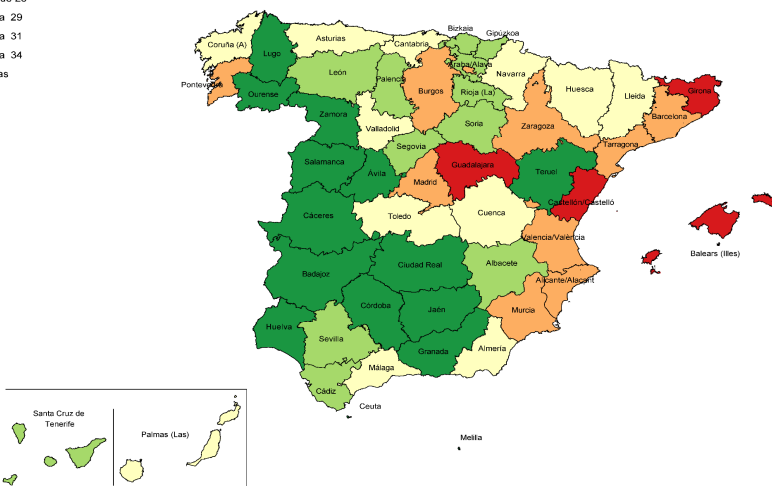 a 29
a 31
a 34
as
Bizkaia
Gipúzkoa
Coruña (A)
Asturias
Cantabria
Lugo
Araba/Álava
Navarra
León
Palencia
Pontevedra
Ourense
Burgos
Rioja (La)
Huesca
Lleida
Girona
Barcelona
Zamora
Valladolid
Soria
Zaragoza
Tarragona
Segovia
Salamanca
Ávila
Guadalajara
Teruel
Madrid
Castellón/Castelló
Cáceres
Toledo
Cuenca
Valencia/València
Balears (Illes)
Badajoz
Ciudad Real
Albacete
Alicante/Alacant
Córdoba
Jaén
Murcia
Huelva
Sevilla
Granada
Almería
Málaga
Cádiz
Ceuta
Melilla
Santa Cruz de
Tenerife
Palmas (Las)